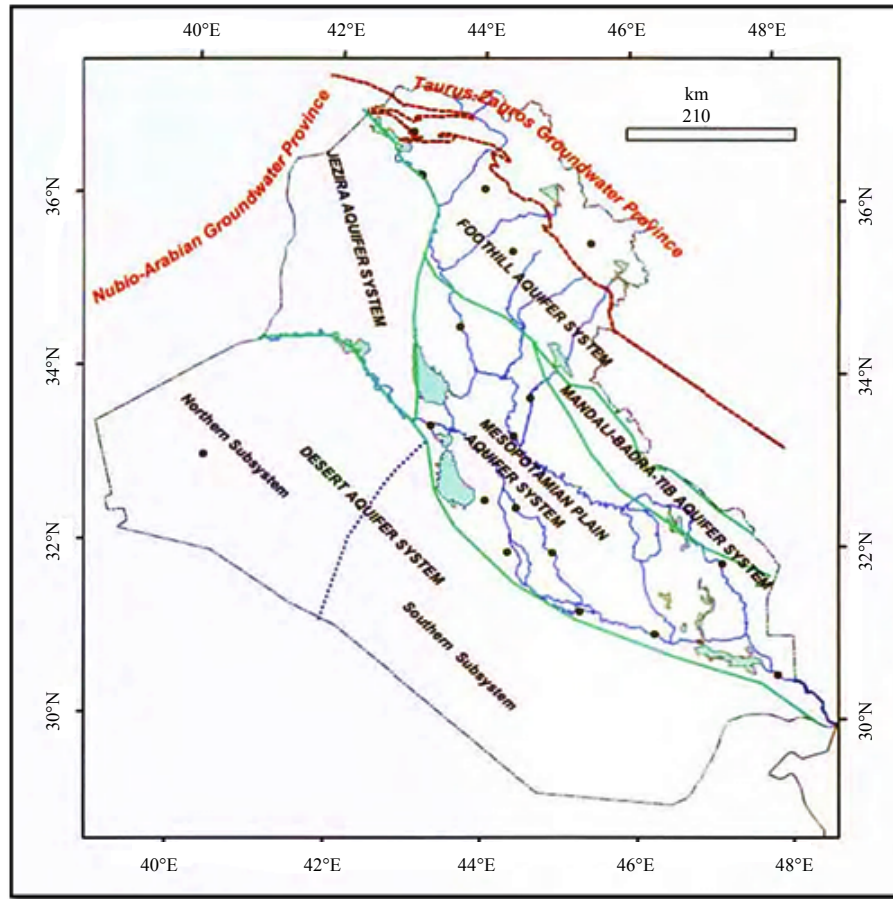 40°E 42°E 44°E 46°E 48°E
Taurus-Zagros Groundwater Province
km
210
Nubio-Arabian Groundwater Province
36°N
36°N
JEZIRA AQUIFER SYSTEM
FOOTHILL AQUIFER SYSTEM
34°N
34°N
Northern Subsystem
DESERT AQUIFER SYSTEM
MESOPOTAMIAN PLAIN
AQUIFER SYSTEM
MANDALI-BADRA-TIB AQUIFER SYSTEM
32°N
32°N
Southern Subsystem
30°N
30°N
40°E 42°E 44°E 46°E 48°E